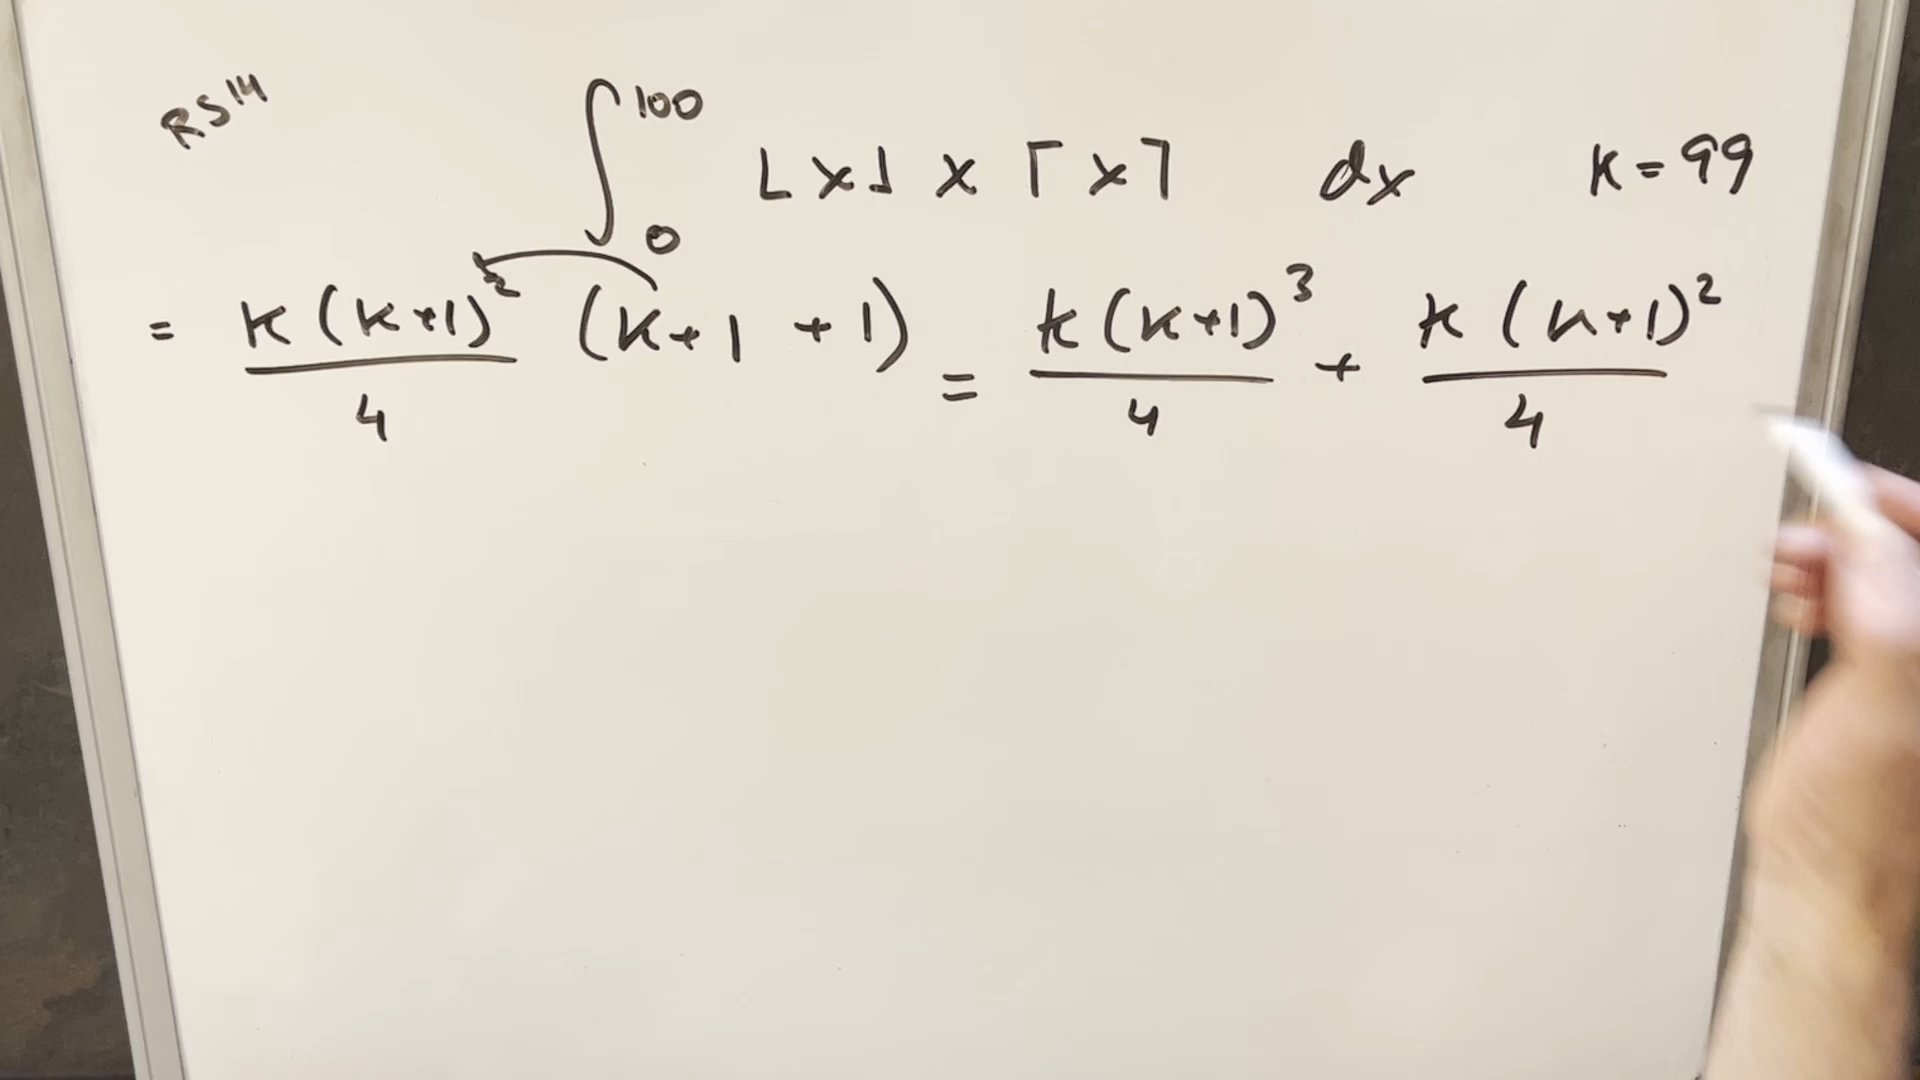 RS14
∫₀¹⁰⁰ ⌊x⌋ x ⌈x⌉ dx K=99
= K(K+1)²/4 (K+1+1) = K(K+1)³/4 + K(K+1)²/4